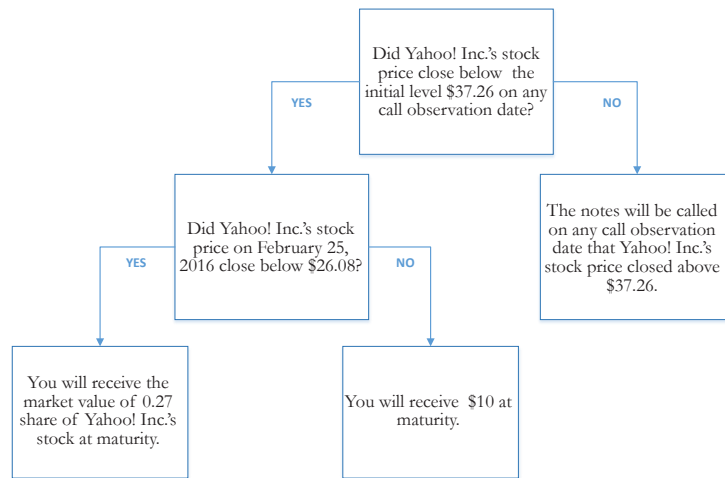 Did Yahoo! Inc.'s stock
price close below the
initial level $37.26 on any
call observation date?
YES
NO
Did Yahoo! Inc.'s stock
price on February 25,
2016 close below $26.08?
The notes will be called
on any call observation
date that Yahoo! Inc.'s
stock price closed above
$37.26.
YES
NO
You will receive the
market value of 0.27
share of Yahoo! Inc.'s
stock at maturity.
You will receive $10 at
maturity.